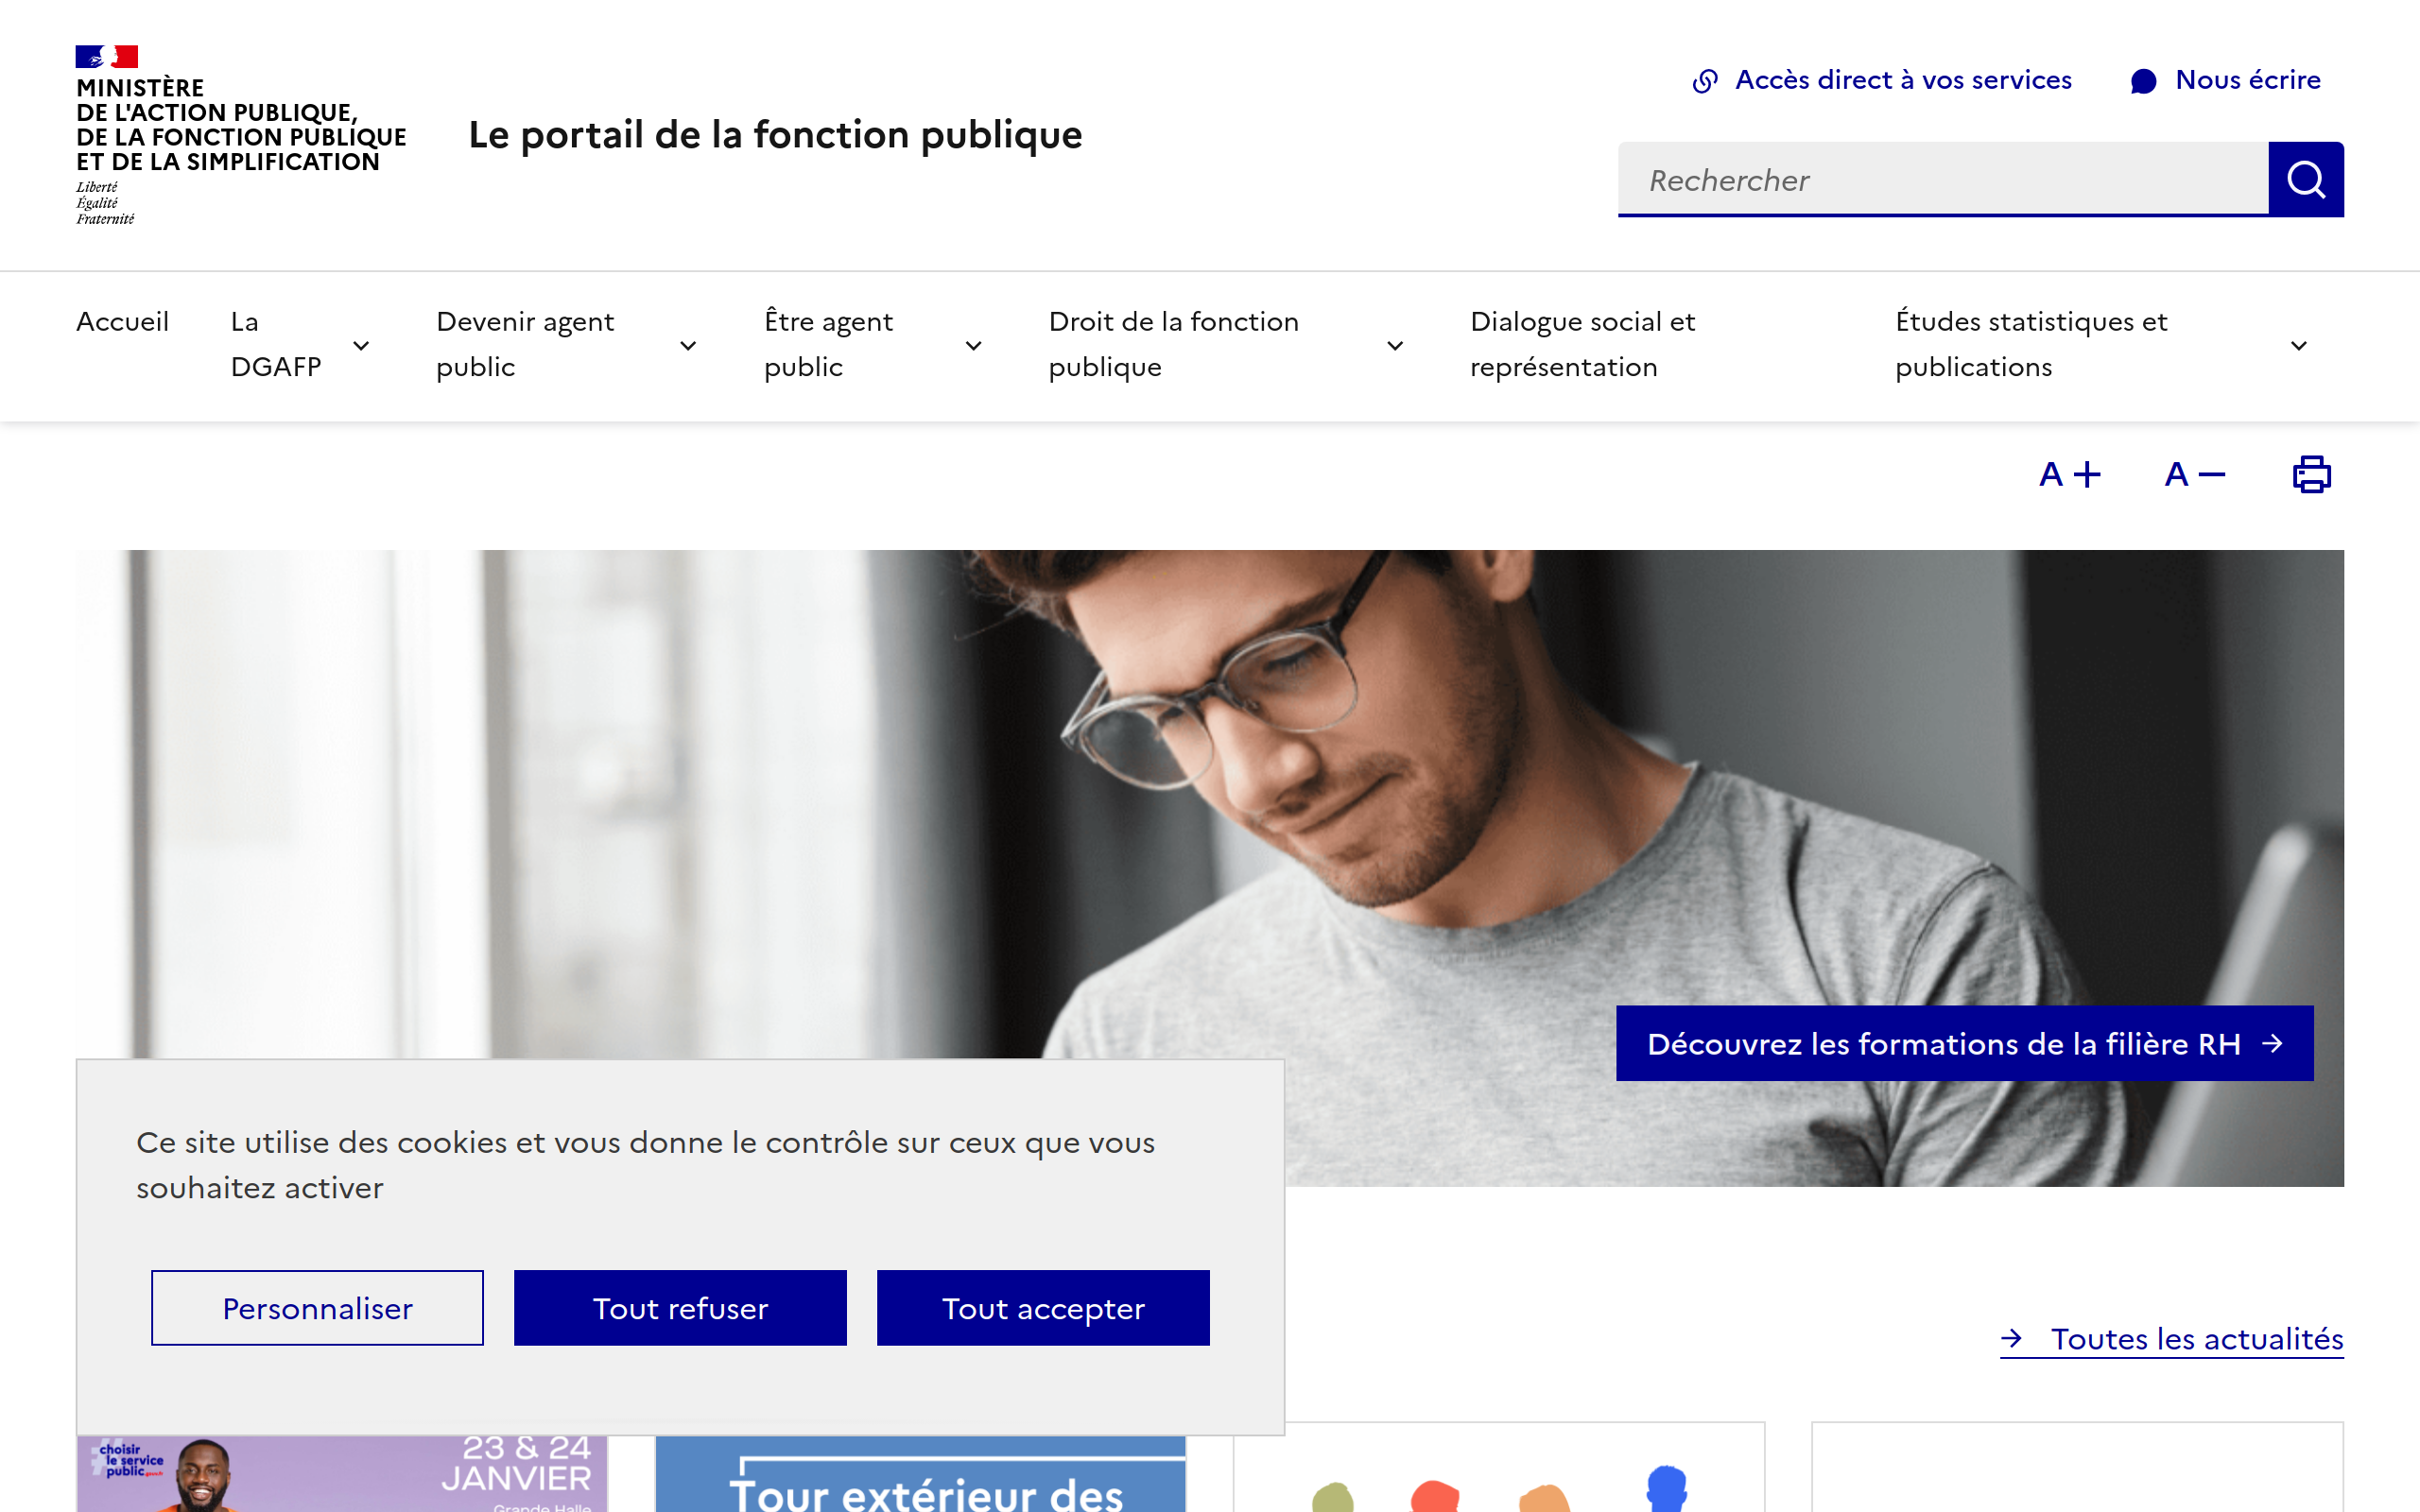 MINISTÈRE
DE L'ACTION PUBLIQUE,
DE LA FONCTION PUBLIQUE
ET DE LA SIMPLIFICATION
Liberté
Égalité
Fraternité
Le portail de la fonction publique
Accès direct à vos services
Nous écrire
Rechercher
Accueil
La
DGAFP
Devenir agent
public
Être agent
public
Droit de la fonction
publique
Dialogue social et
représentation
Études statistiques et
publications
A +
A −
Découvrez les formations de la filière RH
Ce site utilise des cookies et vous donne le contrôle sur ceux que vous
souhaitez activer
Personnaliser
Tout refuser
Tout accepter
Toutes les actualités
#choisir
le service
public.gouv.fr
23 & 24
JANVIER
Grande Halle
Tour extérieur des